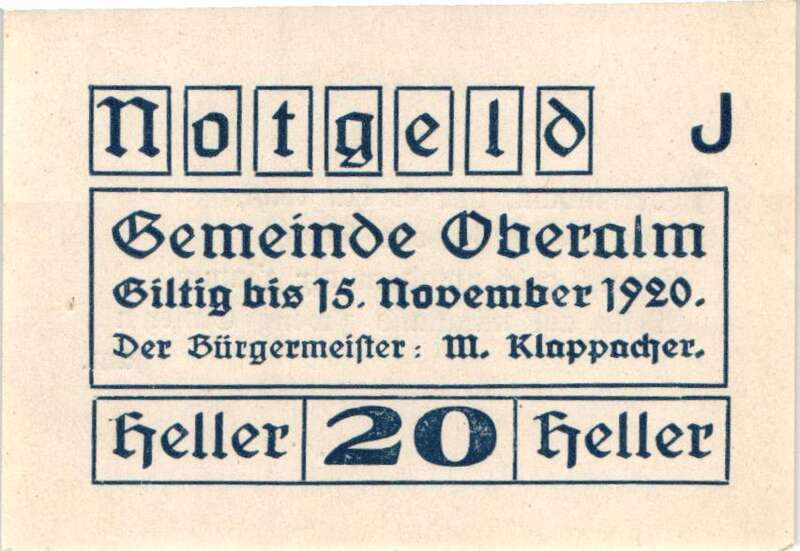 Notgeld J
Gemeinde Oberalm
Giltig bis 15. November 1920.
Der Bürgermeister: M. Klappacher.
Heller 20 Heller